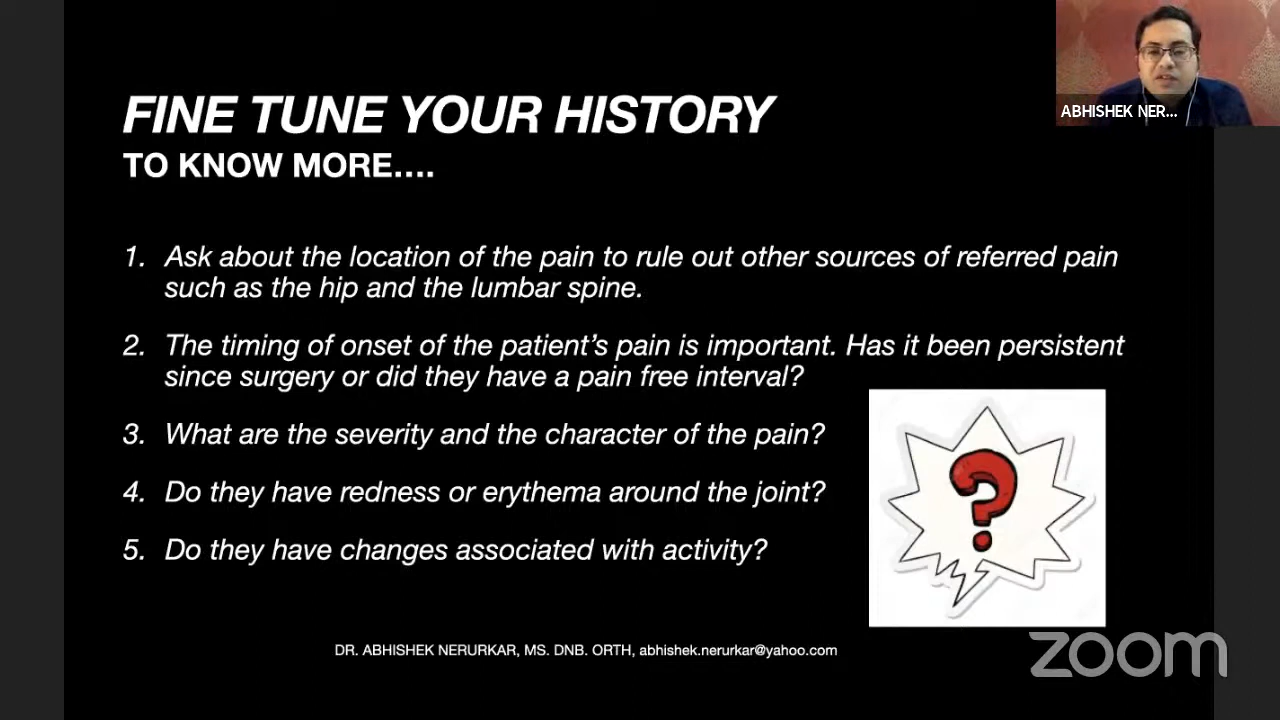 ABHISHEK NER...
FINE TUNE YOUR HISTORY
TO KNOW MORE....
1. Ask about the location of the pain to rule out other sources of referred pain
such as the hip and the lumbar spine.
2. The timing of onset of the patient's pain is important. Has it been persistent
since surgery or did they have a pain free interval?
3. What are the severity and the character of the pain?
4. Do they have redness or erythema around the joint?
5. Do they have changes associated with activity?
?
DR. ABHISHEK NERURKAR, MS. DNB. ORTH, abhishek.nerurkar@yahoo.com
zoom